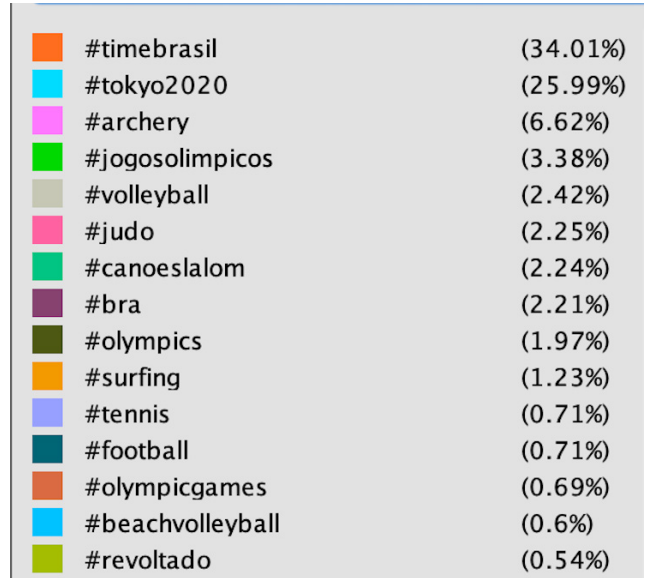 #timebrasil (34.01%)
#tokyo2020 (25.99%)
#archery (6.62%)
#jogosolimpicos (3.38%)
#volleyball (2.42%)
#judo (2.25%)
#canoeslalom (2.24%)
#bra (2.21%)
#olympics (1.97%)
#surfing (1.23%)
#tennis (0.71%)
#football (0.71%)
#olympicgames (0.69%)
#beachvolleyball (0.6%)
#revoltado (0.54%)